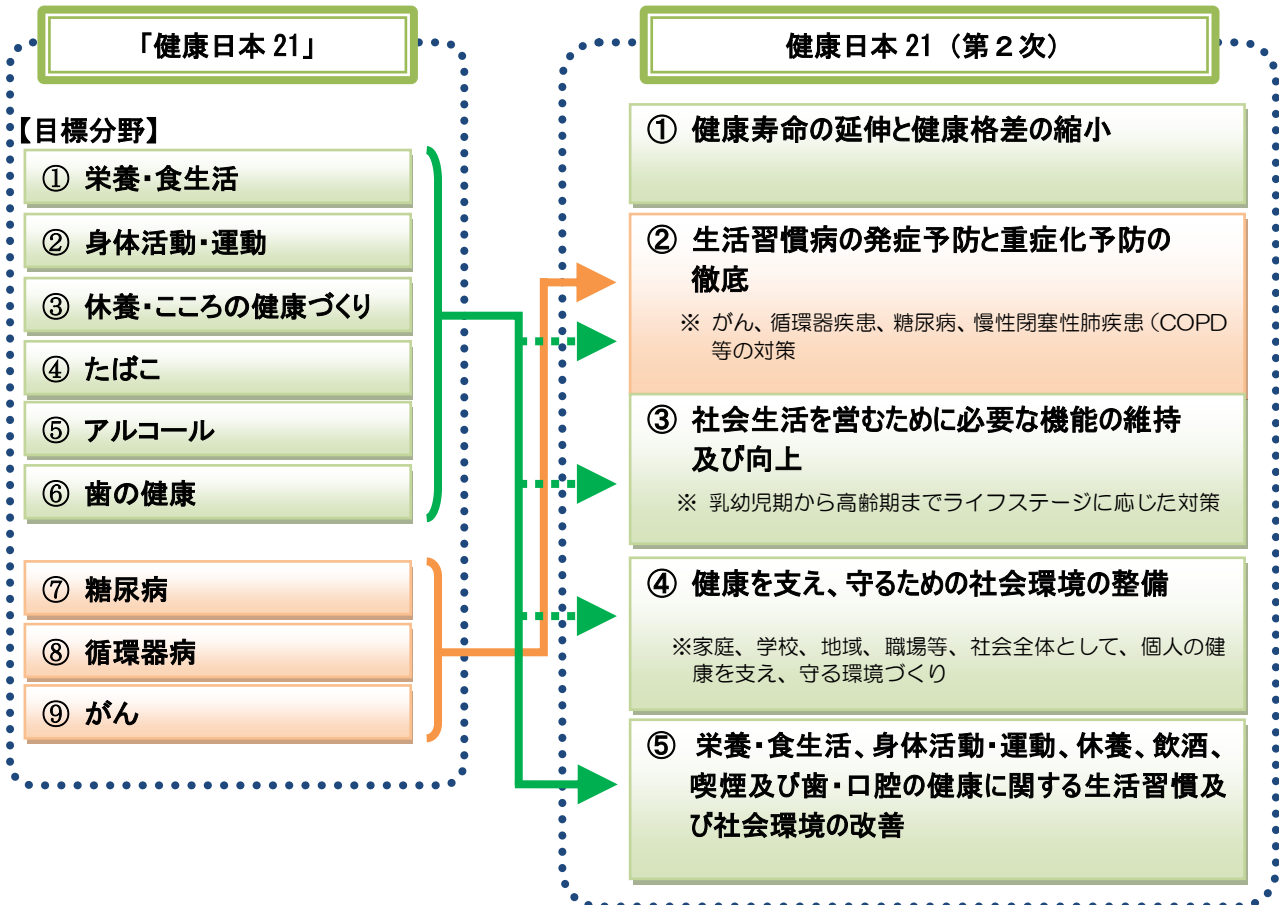 「健康日本21」
【目標分野】
① 栄養・食生活
② 身体活動・運動
③ 休養・こころの健康づくり
④ たばこ
⑤ アルコール
⑥ 歯の健康
⑦ 糖尿病
⑧ 循環器病
⑨ がん
健康日本21(第２次)
① 健康寿命の延伸と健康格差の縮小
② 生活習慣病の発症予防と重症化予防の
徹底
※ がん、循環器疾患、糖尿病、慢性閉塞性肺疾患(COPD
等の対策
③ 社会生活を営むために必要な機能の維持
及び向上
※ 乳幼児期から高齢期までライフステージに応じた対策
④ 健康を支え、守るための社会環境の整備
※家庭、学校、地域、職場等、社会全体として、個人の健
康を支え、守る環境づくり
⑤ 栄養・食生活、身体活動・運動、休養、飲酒、
喫煙及び歯・口腔の健康に関する生活習慣及
び社会環境の改善